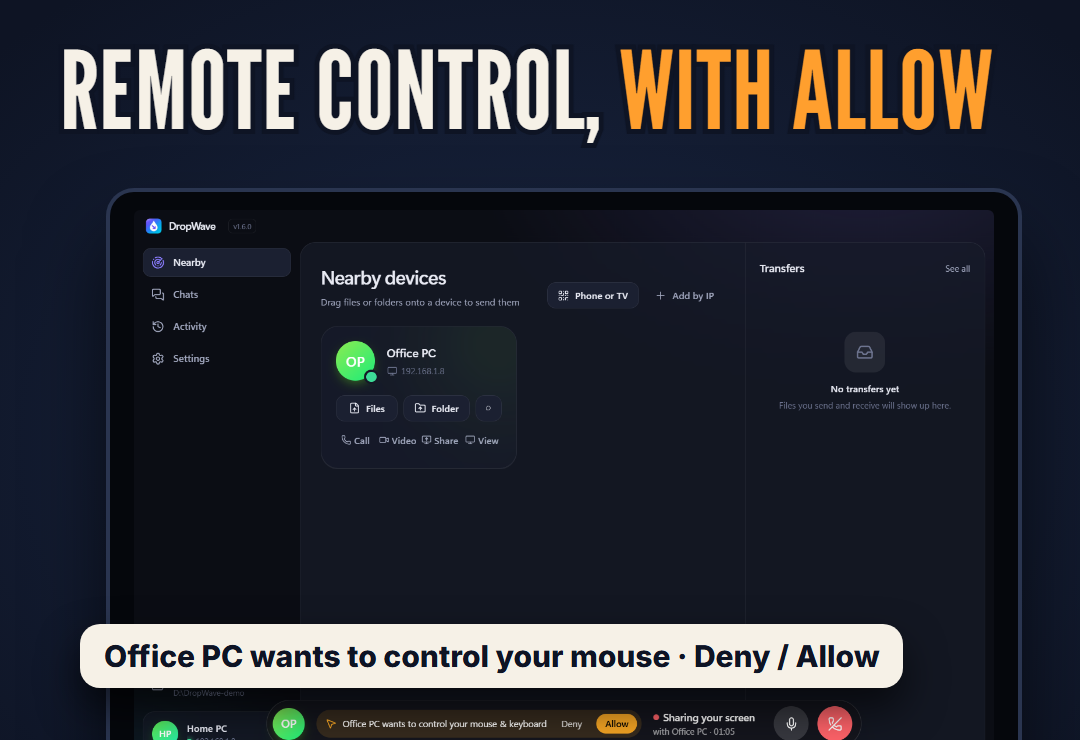 REMOTE CONTROL, WITH ALLOW
DropWave v1.6.0
Nearby
Chats
Activity
Settings
Nearby devices
Drag files or folders onto a device to send them
Phone or TV
Add by IP
OP
Office PC
192.168.1.8
Files
Folder
Call
Video
Share
View
Transfers
See all
No transfers yet
Files you send and receive will show up here.
Office PC wants to control your mouse · Deny / Allow
D:\DropWave-demo
HP
Home PC
OP
Office PC wants to control your mouse & keyboard
Deny
Allow
Sharing your screen
with Office PC · 01:05